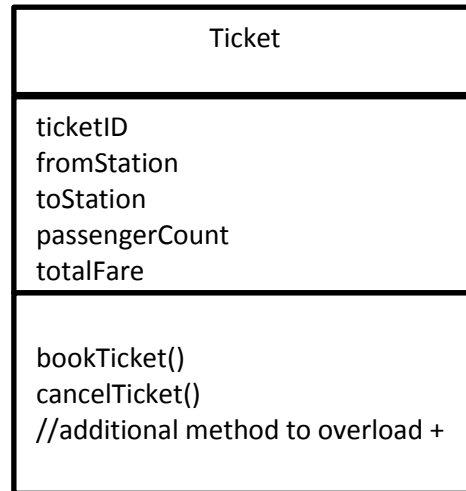 Ticket
ticketID
fromStation
toStation
passengerCount
totalFare
bookTicket()
cancelTicket()
//additional method to overload +